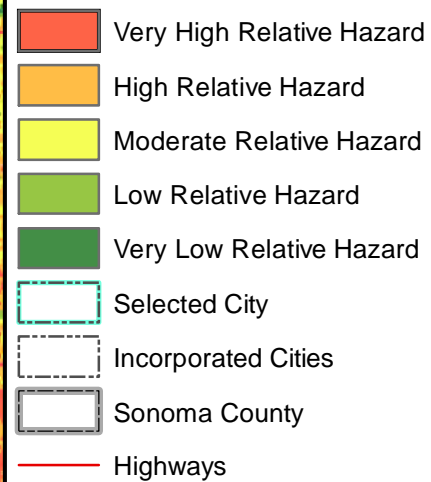 Very High Relative Hazard
High Relative Hazard
Moderate Relative Hazard
Low Relative Hazard
Very Low Relative Hazard
Selected City
Incorporated Cities
Sonoma County
Highways